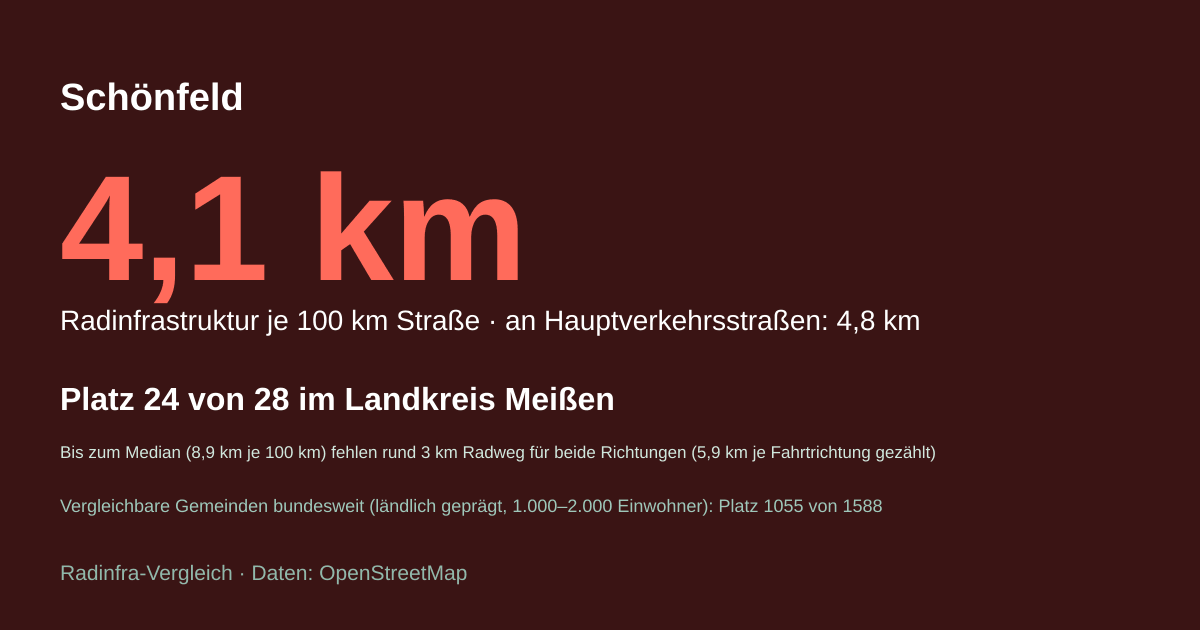 Schönfeld
4,1 km
Radinfrastruktur je 100 km Straße · an Hauptverkehrsstraßen: 4,8 km
Platz 24 von 28 im Landkreis Meißen
Bis zum Median (8,9 km je 100 km) fehlen rund 3 km Radweg für beide Richtungen (5,9 km je Fahrtrichtung gezählt)
Vergleichbare Gemeinden bundesweit (ländlich geprägt, 1.000–2.000 Einwohner): Platz 1055 von 1588
Radinfra-Vergleich · Daten: OpenStreetMap